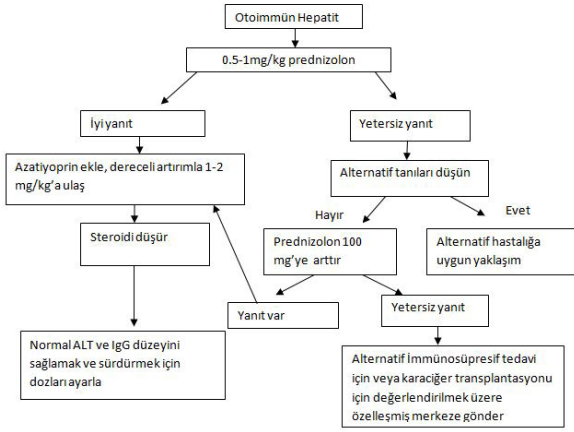 Otoimmün Hepatit
0.5-1mg/kg prednizolon
İyi yanıt
Yetersiz yanıt
Azatiyoprin ekle, dereceli artırımla 1-2
mg/kg'a ulaş
Alternatif tanıları düşün
Hayır
Evet
Steroidi düşür
Prednizolon 100
mg'ye arttır
Alternatif hastalığa
uygun yaklaşım
Yanıt var
Yetersiz yanıt
Normal ALT ve IgG düzeyini
sağlamak ve sürdürmek için
dozları ayarla
Alternatif İmmünosüpresif tedavi
için veya karaciğer transplantasyonu
için değerlendirilmek üzere
özelleşmiş merkeze gönder